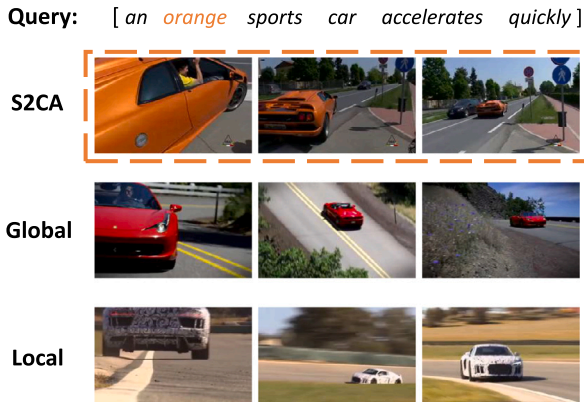 Query: [ an orange sports car accelerates quickly ]
S2CA
Global
Local